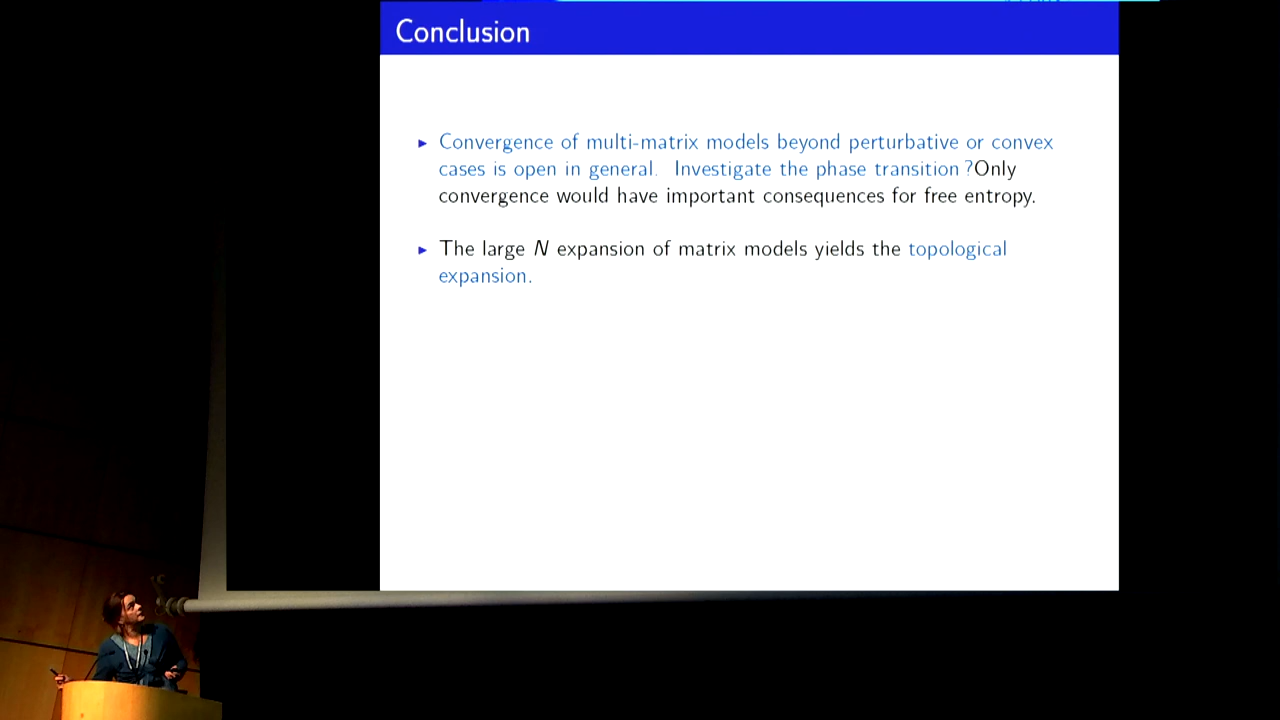 Conclusion
► Convergence of multi-matrix models beyond perturbative or convex
cases is open in general. Investigate the phase transition ?Only
convergence would have important consequences for free entropy.
► The large N expansion of matrix models yields the topological
expansion.